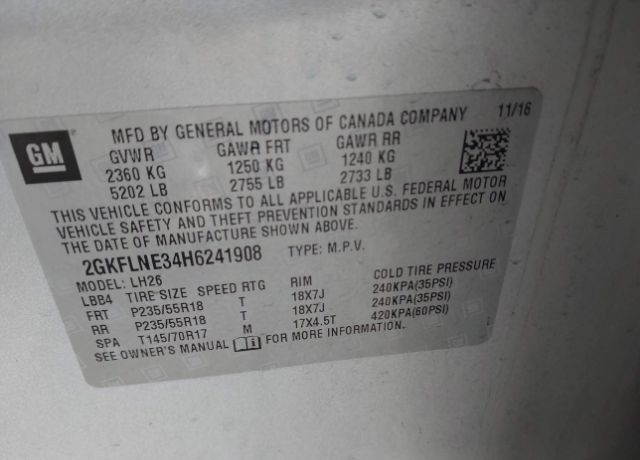 GM
MFD BY GENERAL MOTORS OF CANADA COMPANY 11/16
GVWR GAWR FRT GAWR RR
2360 KG 1250 KG 1240 KG
5202 LB 2755 LB 2733 LB
THIS VEHICLE CONFORMS TO ALL APPLICABLE U.S. FEDERAL MOTOR
VEHICLE SAFETY AND THEFT PREVENTION STANDARDS IN EFFECT ON
THE DATE OF MANUFACTURE SHOWN ABOVE.
2GKFLNE34H6241908 TYPE: M.P.V.
MODEL: LH26
LBB4 TIRE SIZE SPEED RTG RIM COLD TIRE PRESSURE
FRT P235/55R18 T 18X7J 240KPA(35PSI)
RR P235/55R18 T 18X7J 240KPA(35PSI)
SPA T145/70R17 M 17X4.5T 420KPA(60PSI)
SEE OWNER'S MANUAL FOR MORE INFORMATION.